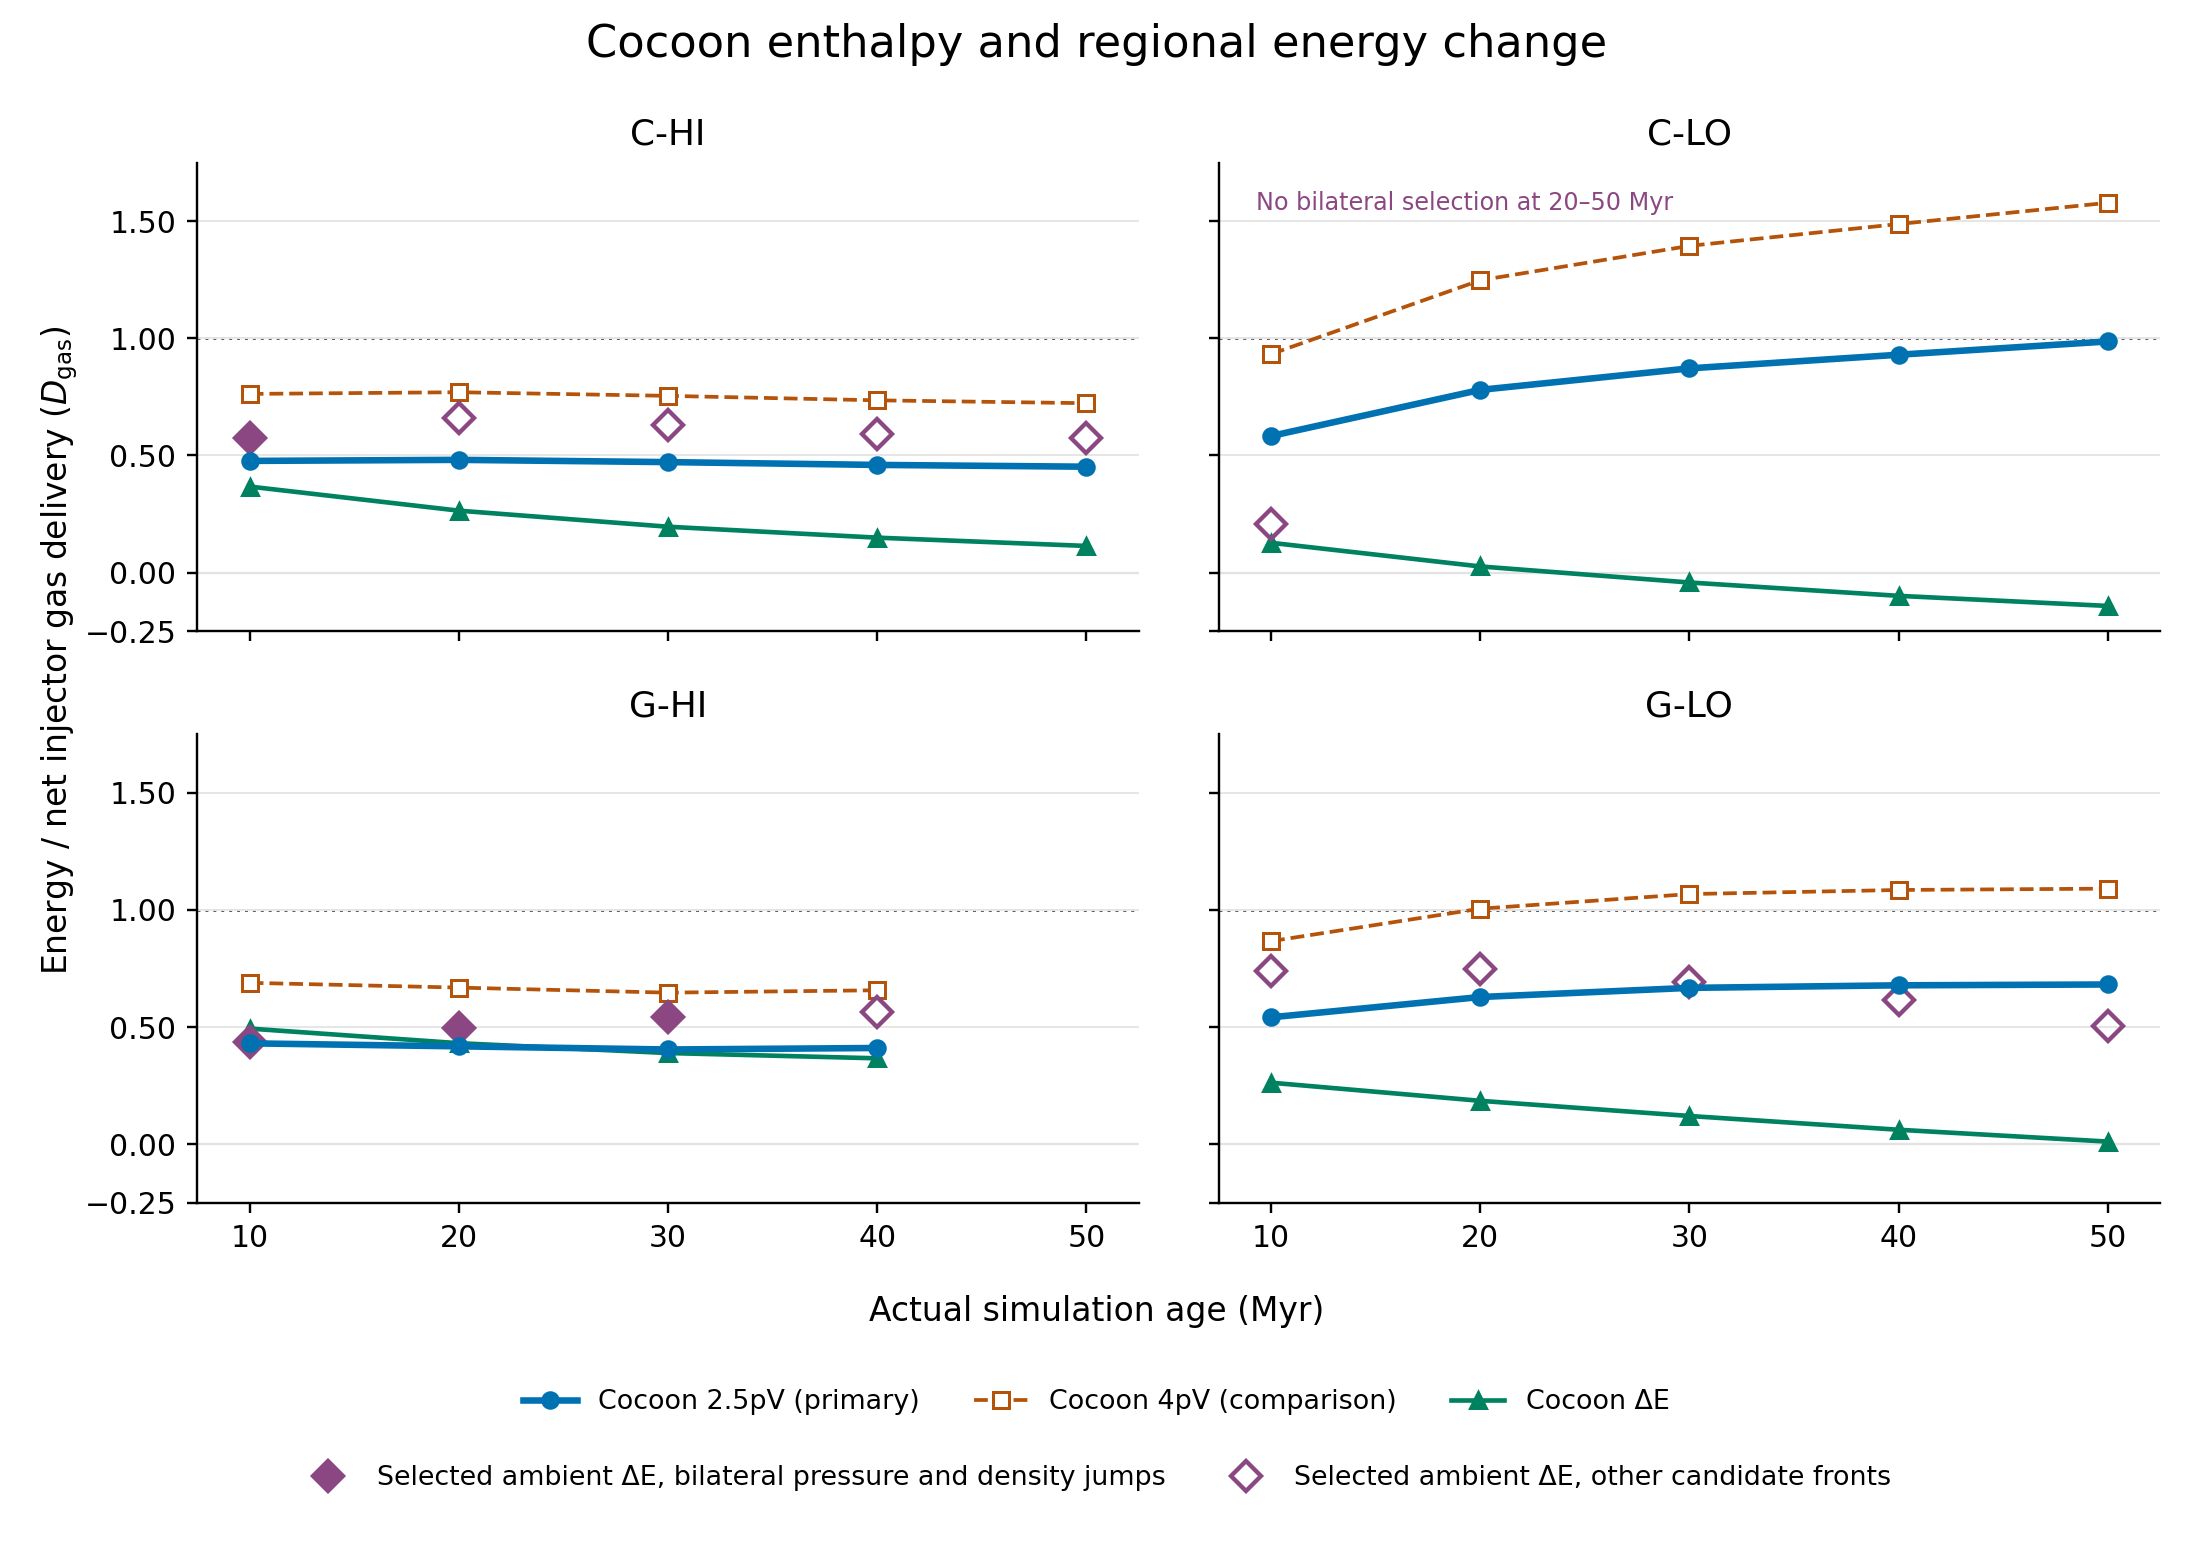 Cocoon enthalpy and regional energy change
C-HI
C-LO
Energy / net injector gas delivery (D_gas)
1.50
1.00
0.50
0.00
−0.25
No bilateral selection at 20–50 Myr
G-HI
G-LO
1.50
1.00
0.50
0.00
−0.25
10 20 30 40 50
10 20 30 40 50
Actual simulation age (Myr)
Cocoon 2.5pV (primary) Cocoon 4pV (comparison) Cocoon ΔE
Selected ambient ΔE, bilateral pressure and density jumps Selected ambient ΔE, other candidate fronts